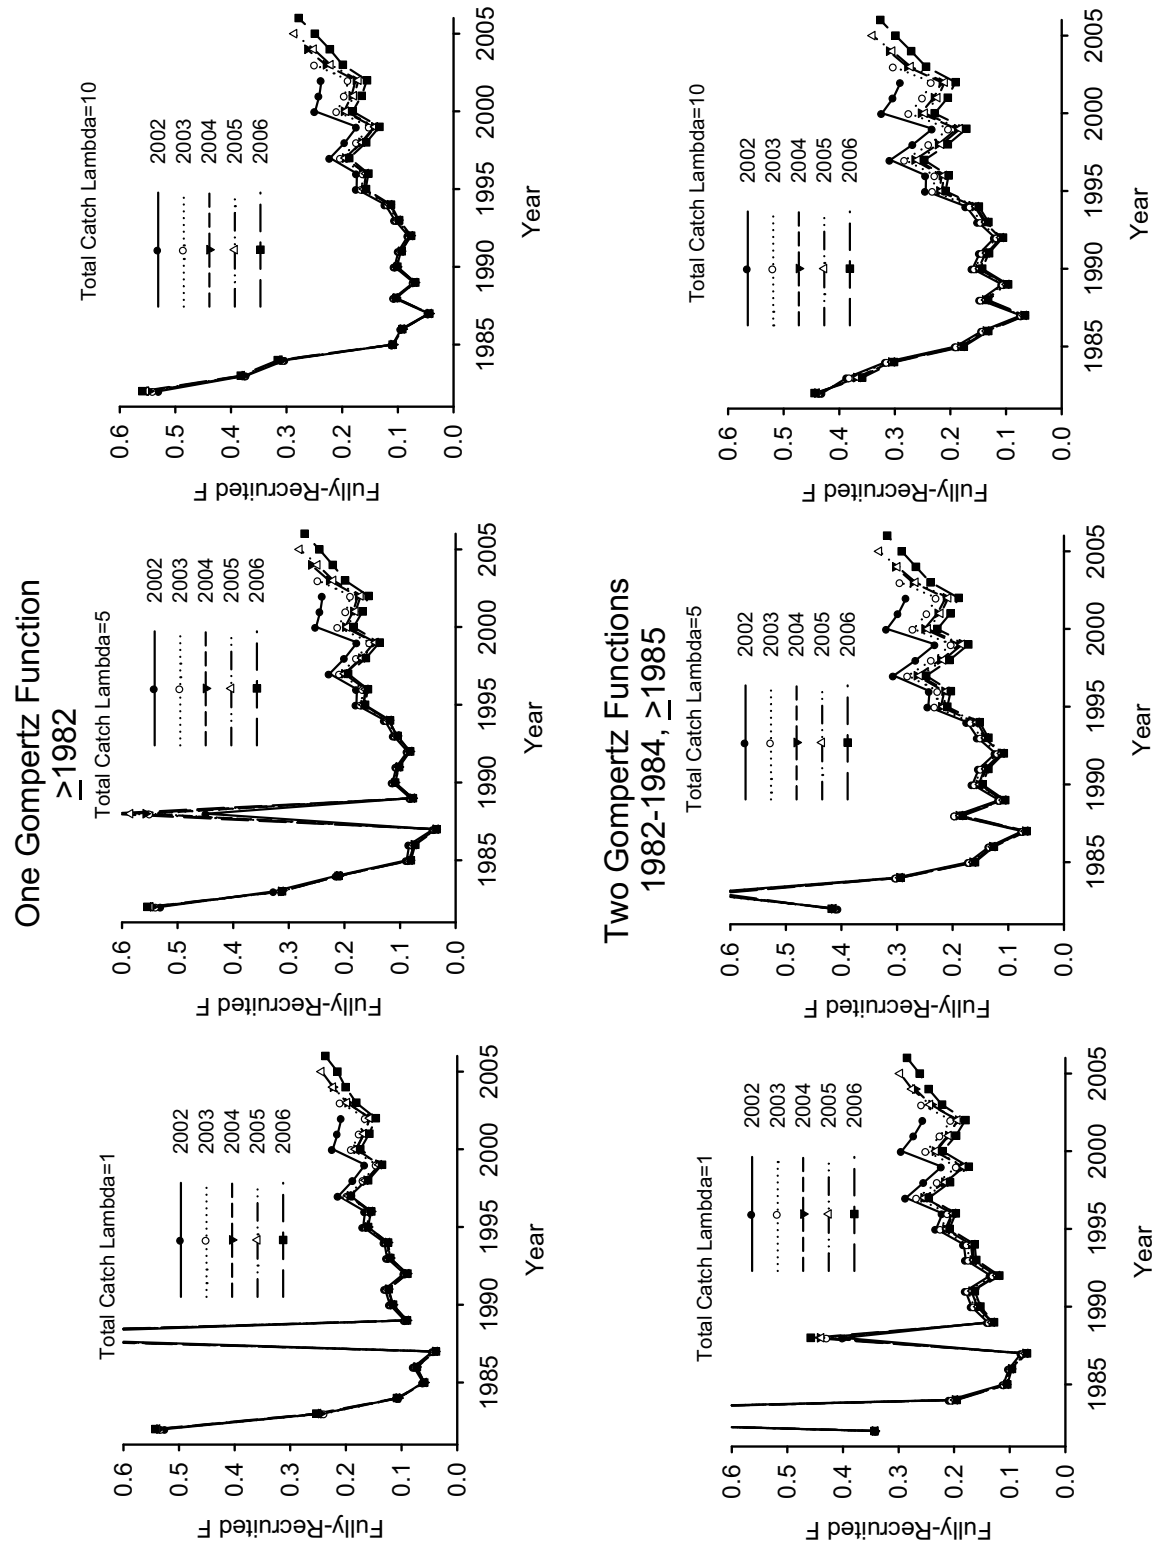 One Gompertz Function
>1982
Total Catch Lambda=1
2002
2003
2004
2005
2006
0.6
0.5
0.4
0.3
0.2
0.1
0.0
Fully-Recruited F
1985 1990 1995 2000 2005
Year
Total Catch Lambda=5
2002
2003
2004
2005
2006
0.6
0.5
0.4
0.3
0.2
0.1
0.0
Fully-Recruited F
1985 1990 1995 2000 2005
Year
Total Catch Lambda=10
2002
2003
2004
2005
2006
0.6
0.5
0.4
0.3
0.2
0.1
0.0
Fully-Recruited F
1985 1990 1995 2000 2005
Year
Two Gompertz Functions
1982-1984, >1985
Total Catch Lambda=1
2002
2003
2004
2005
2006
0.6
0.5
0.4
0.3
0.2
0.1
0.0
Fully-Recruited F
1985 1990 1995 2000 2005
Year
Total Catch Lambda=5
2002
2003
2004
2005
2006
0.6
0.4
0.3
0.2
0.1
0.0
Fully-Recruited F
1985 1990 1995 2000 2005
Year
Total Catch Lambda=10
2002
2003
2004
2005
2006
0.6
0.5
0.4
0.3
0.2
0.1
0.0
Fully-Recruited F
1985 1990 1995 2000 2005
Year